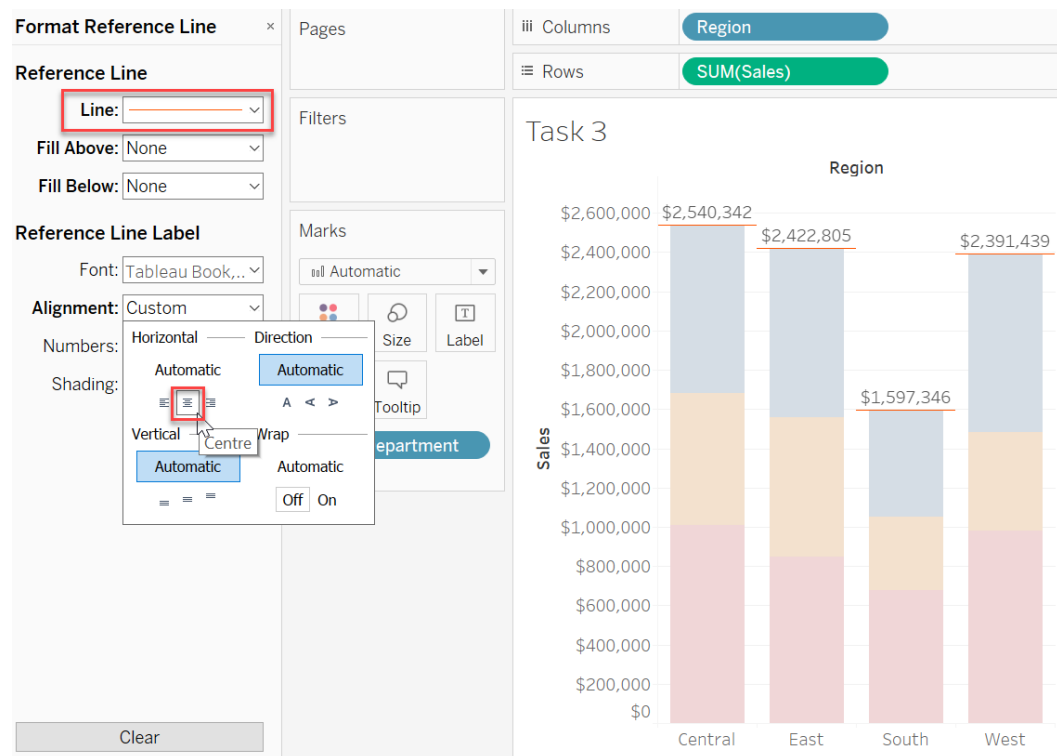 Format Reference Line ×
Reference Line
Line:
Fill Above: None
Fill Below: None
Reference Line Label
Font: Tableau Book,...
Alignment: Custom
Numbers:
Shading:
Horizontal
Direction
Automatic
Automatic
A A A
Centre
Vertical
Wrap
Automatic
Automatic
Off On
Clear
Pages
Filters
Marks
Automatic
Size
T
Label
Tooltip
epartment
iii Columns
Region
Rows
SUM(Sales)
Task 3
Region
Sales
$2,600,000
$2,400,000
$2,200,000
$2,000,000
$1,800,000
$1,600,000
$1,400,000
$1,200,000
$1,000,000
$800,000
$600,000
$400,000
$200,000
$0
$2,540,342
$2,422,805
$1,597,346
$2,391,439
Central
East
South
West